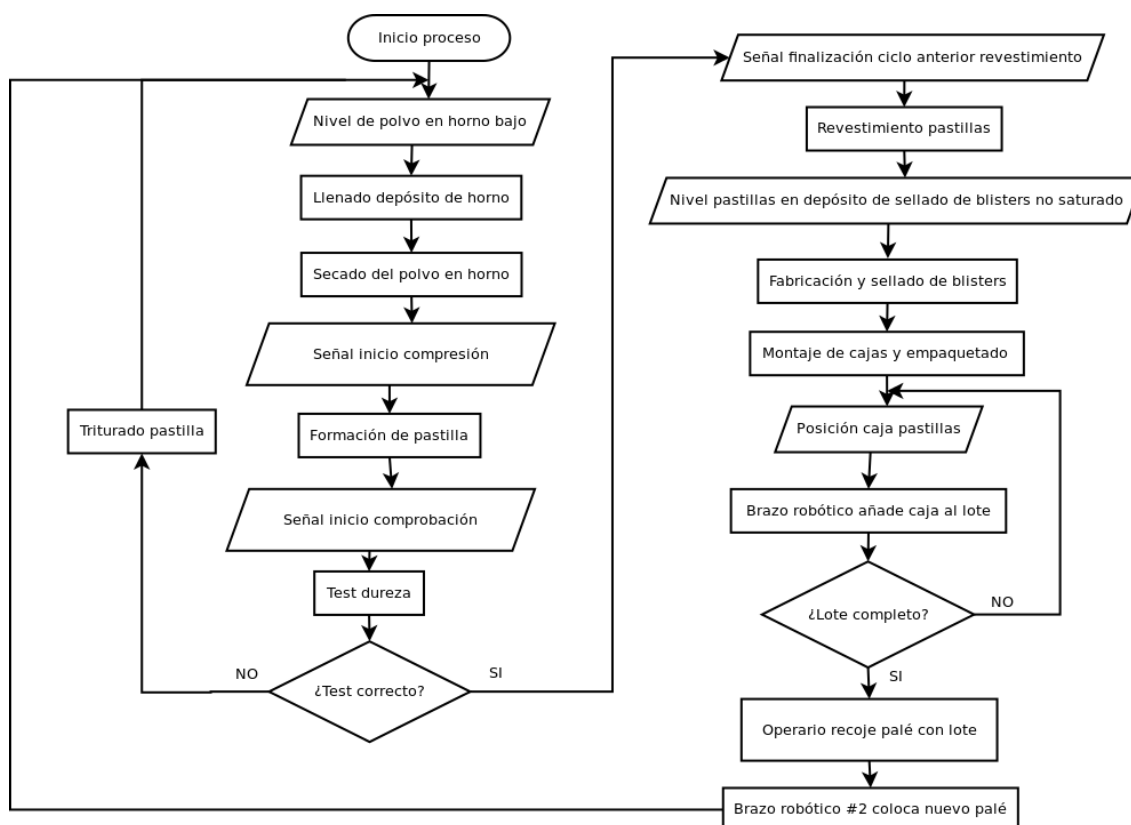 Inicio proceso
Nivel de polvo en horno bajo
Llenado depósito de horno
Secado del polvo en horno
Señal inicio compresión
Formación de pastilla
Señal inicio comprobación
Test dureza
¿Test correcto?
NO
SI
Triturado pastilla
Señal finalización ciclo anterior revestimiento
Revestimiento pastillas
Nivel pastillas en depósito de sellado de blisters no saturado
Fabricación y sellado de blisters
Montaje de cajas y empaquetado
Posición caja pastillas
Brazo robótico añade caja al lote
¿Lote completo?
NO
SI
Operario recoje palé con lote
Brazo robótico #2 coloca nuevo palé